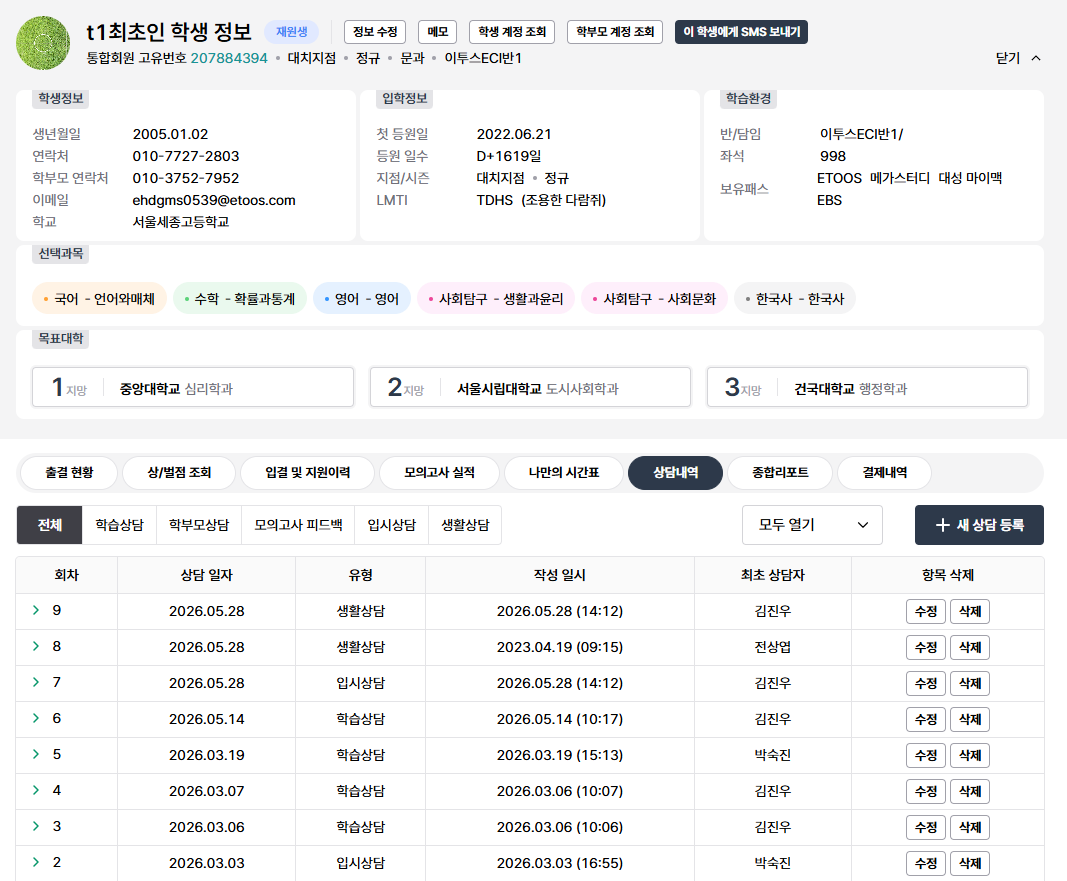 t1최초인 학생 정보 재원생 정보 수정 메모 학생 계정 조회 학부모 계정 조회 이 학생에게 SMS 보내기
통합회원 고유번호 207884394 • 대치지점 • 정규 • 문과 • 이투스ECI반1 닫기
학생정보
생년월일 2005.01.02
연락처 010-7727-2803
학부모 연락처 010-3752-7952
이메일 ehdgms0539@etoos.com
학교 서울세종고등학교
입학정보
첫 등원일 2022.06.21
등원 일수 D+1619일
지점/시즌 대치지점 • 정규
LMTI TDHS (조용한 다람쥐)
학습환경
반/담임 이투스ECI반1/
좌석 998
보유패스 ETOOS 메가스터디 대성 마이맥
EBS
선택과목
• 국어 - 언어와매체 • 수학 - 확률과통계 • 영어 - 영어 • 사회탐구 - 생활과윤리 • 사회탐구 - 사회문화 • 한국사 - 한국사
목표대학
1지망 중앙대학교 심리학과 2지망 서울시립대학교 도시사회학과 3지망 건국대학교 행정학과
출결 현황 상/벌점 조회 입결 및 지원이력 모의고사 실적 나만의 시간표 상담내역 종합리포트 결제내역
전체 학습상담 학부모상담 모의고사 피드백 입시상담 생활상담 모두 열기 + 새 상담 등록
회차 상담 일자 유형 작성 일시 최초 상담자 항목 삭제
9 2026.05.28 생활상담 2026.05.28 (14:12) 김진우 수정 삭제
8 2026.05.28 생활상담 2023.04.19 (09:15) 전상엽 수정 삭제
7 2026.05.28 입시상담 2026.05.28 (14:12) 김진우 수정 삭제
6 2026.05.14 학습상담 2026.05.14 (10:17) 김진우 수정 삭제
5 2026.03.19 학습상담 2026.03.19 (15:13) 박숙진 수정 삭제
4 2026.03.07 학습상담 2026.03.06 (10:07) 김진우 수정 삭제
3 2026.03.06 학습상담 2026.03.06 (10:06) 김진우 수정 삭제
2 2026.03.03 입시상담 2026.03.03 (16:55) 박숙진 수정 삭제